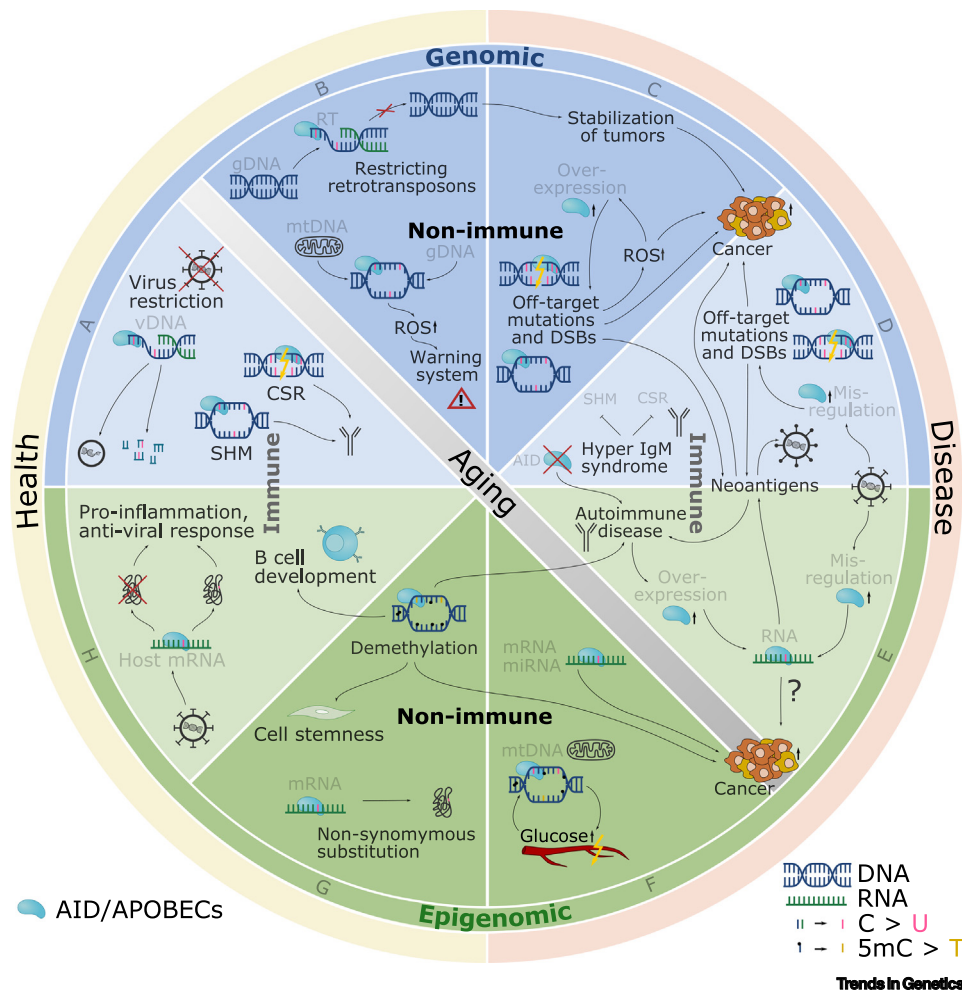 Genomic
B
C
RT
Stabilization
of tumors
gDNA
Restricting
retrotransposons
Over-
expression
mtDNA
Non-immune
gDNA
ROS
Cancer
Virus
restriction
A
vDNA
Off-target
mutations
and DSBs
Off-target
mutations
and DSBs
D
ROS
Warning
system
!
CSR
SHM
CSR
Mis-
regulation
SHM
Immune
AID
Hyper IgM
syndrome
Immune
Health
Aging
Disease
Neoantigens
Pro-inflammation,
anti-viral response
Autoimmune
disease
B cell
development
Over-
expression
Mis-
regulation
Host mRNA
H
Demethylation
mRNA
miRNA
RNA
E
?
Cell stemness
Non-immune
mtDNA
mRNA
Cancer
Non-synomymous
substitution
Glucose
G
F
Epigenomic
AID/APOBECs
DNA
RNA
C > U
5mC > T
Trends in Genetics